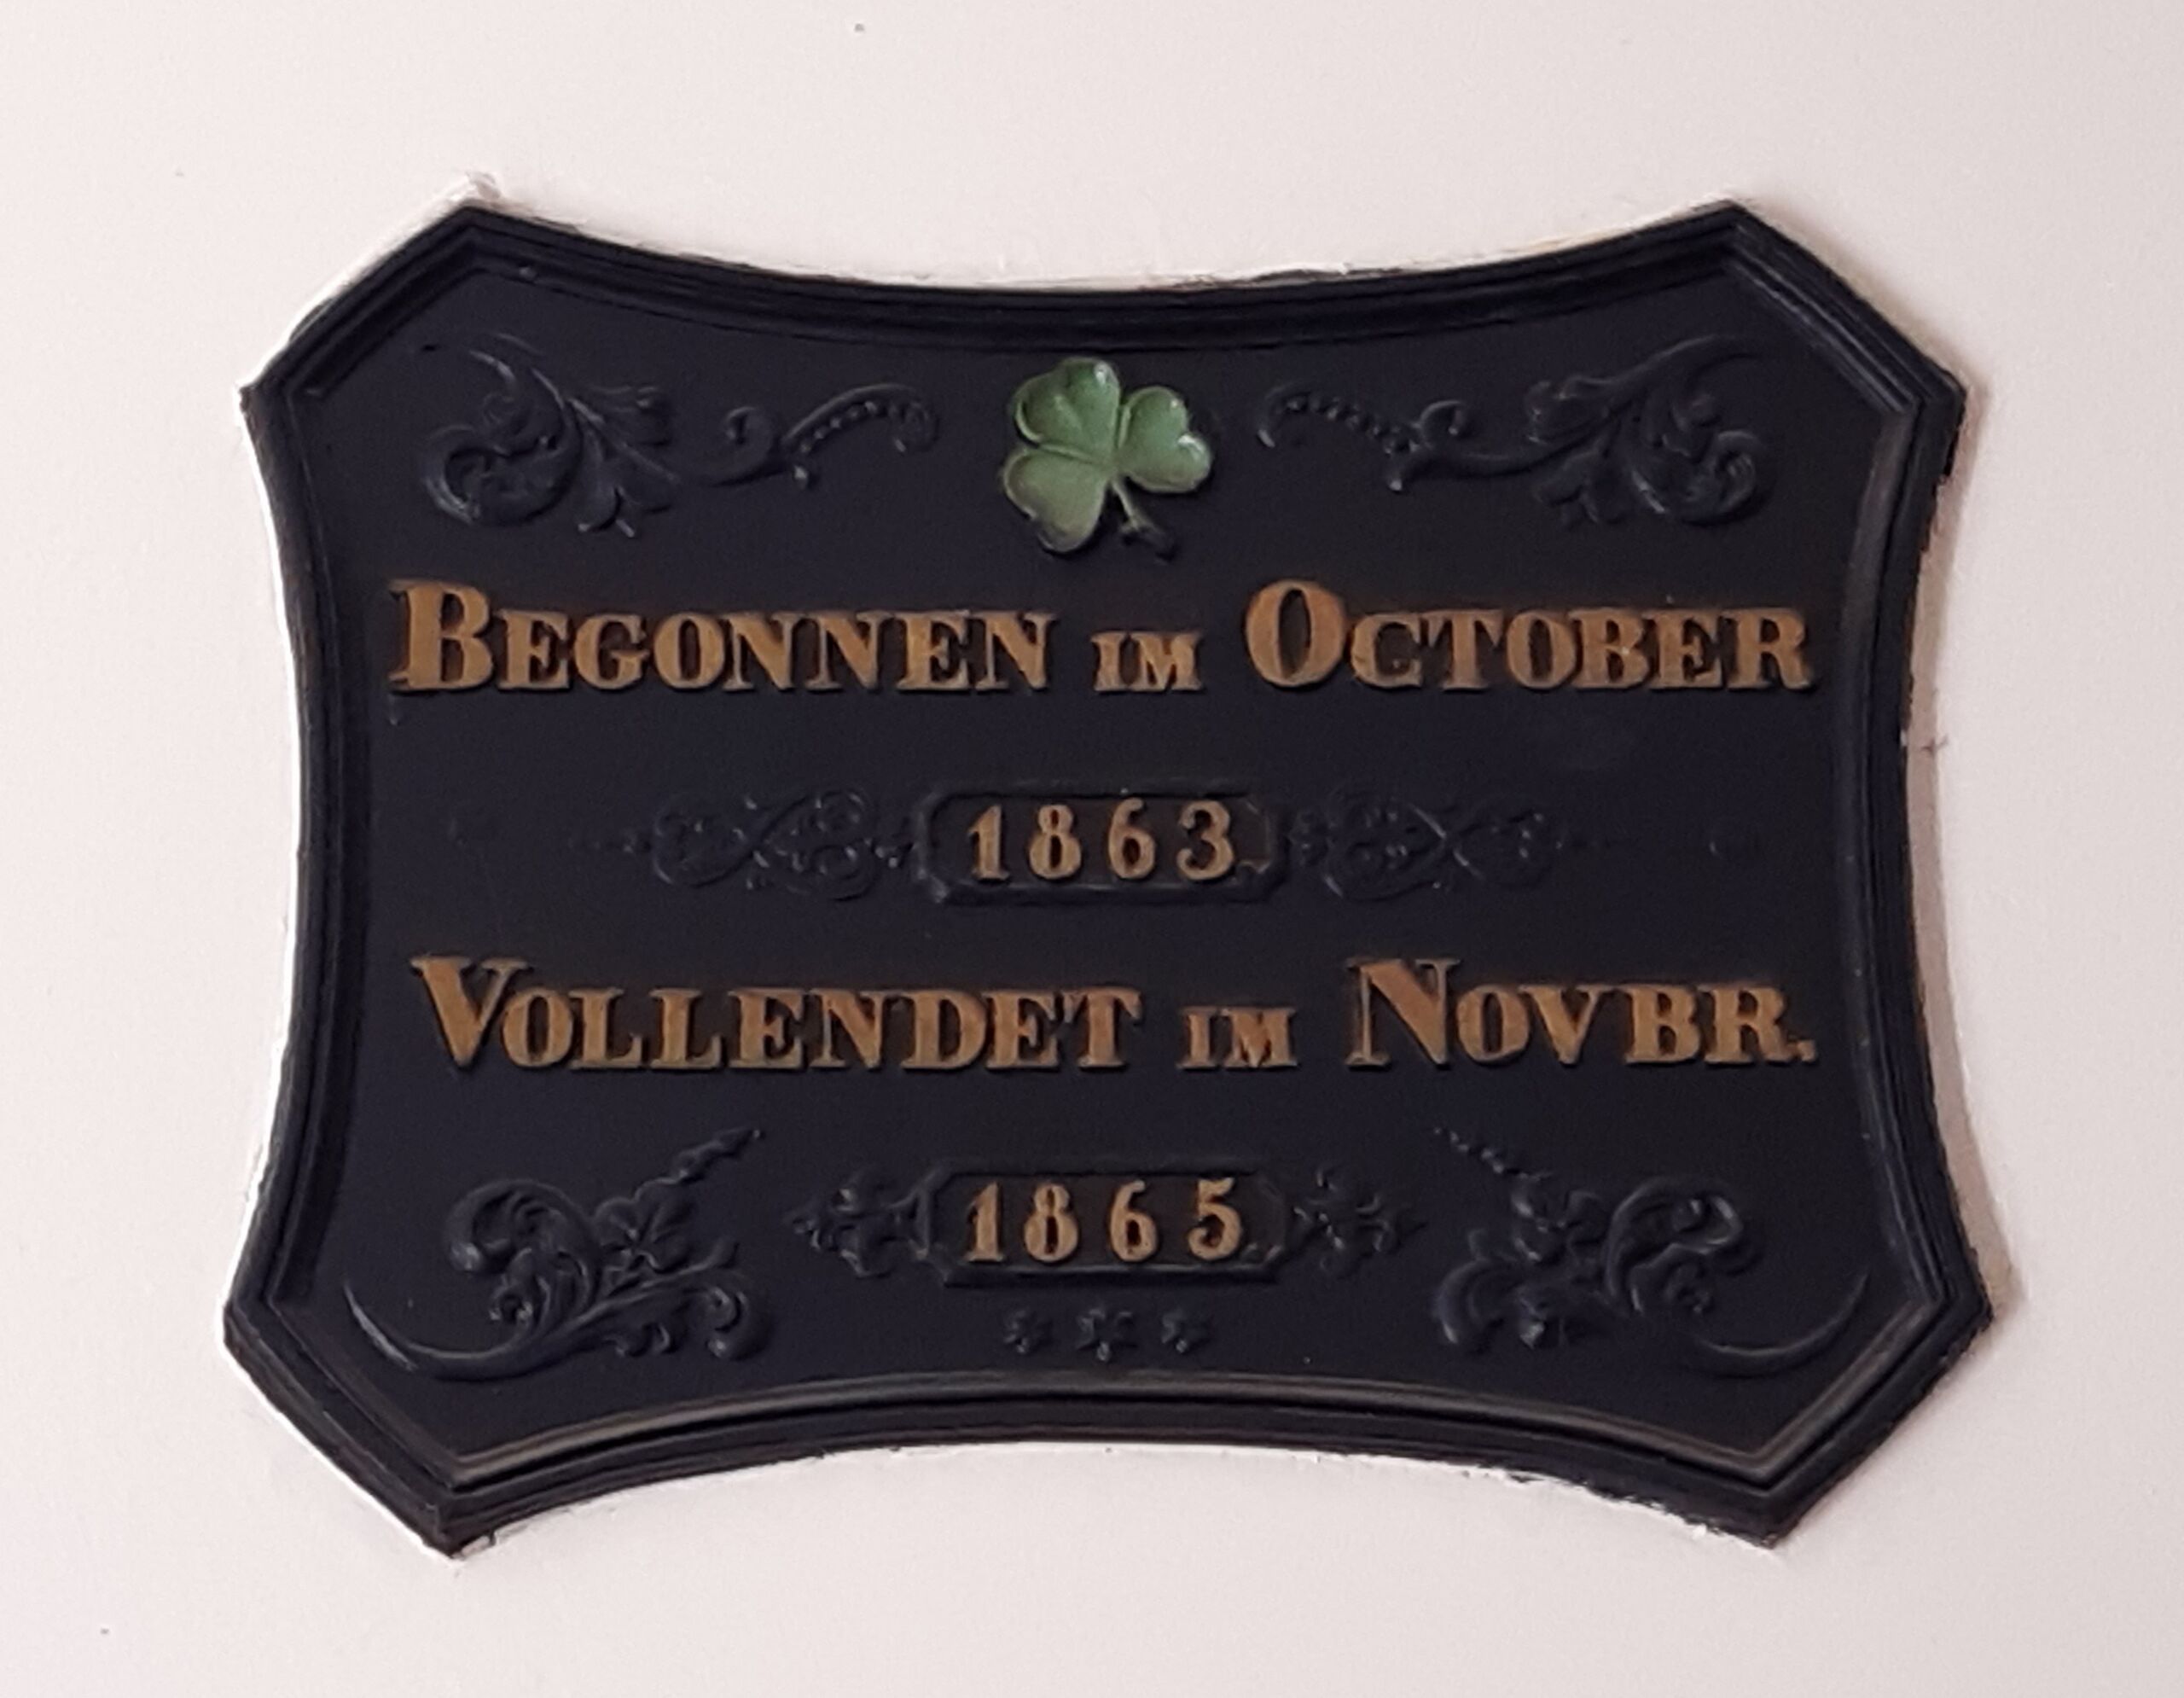 BEGONNEN IM OCTOBER
1863.
VOLLENDET IM NOVBR.
1865.